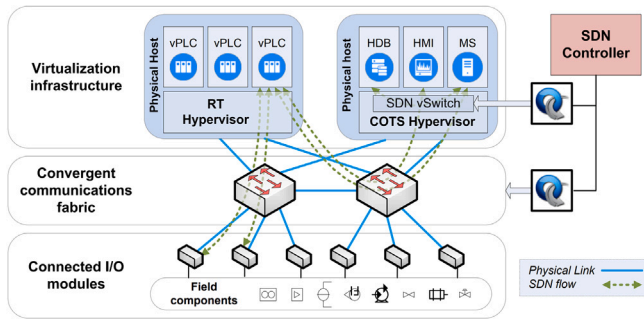 Virtualization
infrastructure
Physical Host
vPLC
vPLC
vPLC
RT
Hypervisor
Physical host
HDB
HMI
MS
SDN vSwitch
COTS Hypervisor
SDN
Controller
Convergent
communications
fabric
Connected I/O
modules
Field
components
Physical Link
SDN flow